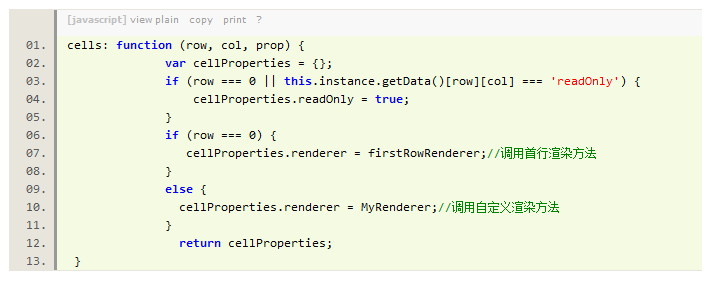 [javascript] view plain copy print ?
01. cells: function (row, col, prop) {
02. var cellProperties = {};
03. if (row === 0 || this.instance.getData()[row][col] === 'readOnly') {
04. cellProperties.readOnly = true;
05. }
06. if (row === 0) {
07. cellProperties.renderer = firstRowRenderer;//调用首行渲染方法
08. }
09. else {
10. cellProperties.renderer = MyRenderer;//调用自定义渲染方法
11. }
12. return cellProperties;
13. }